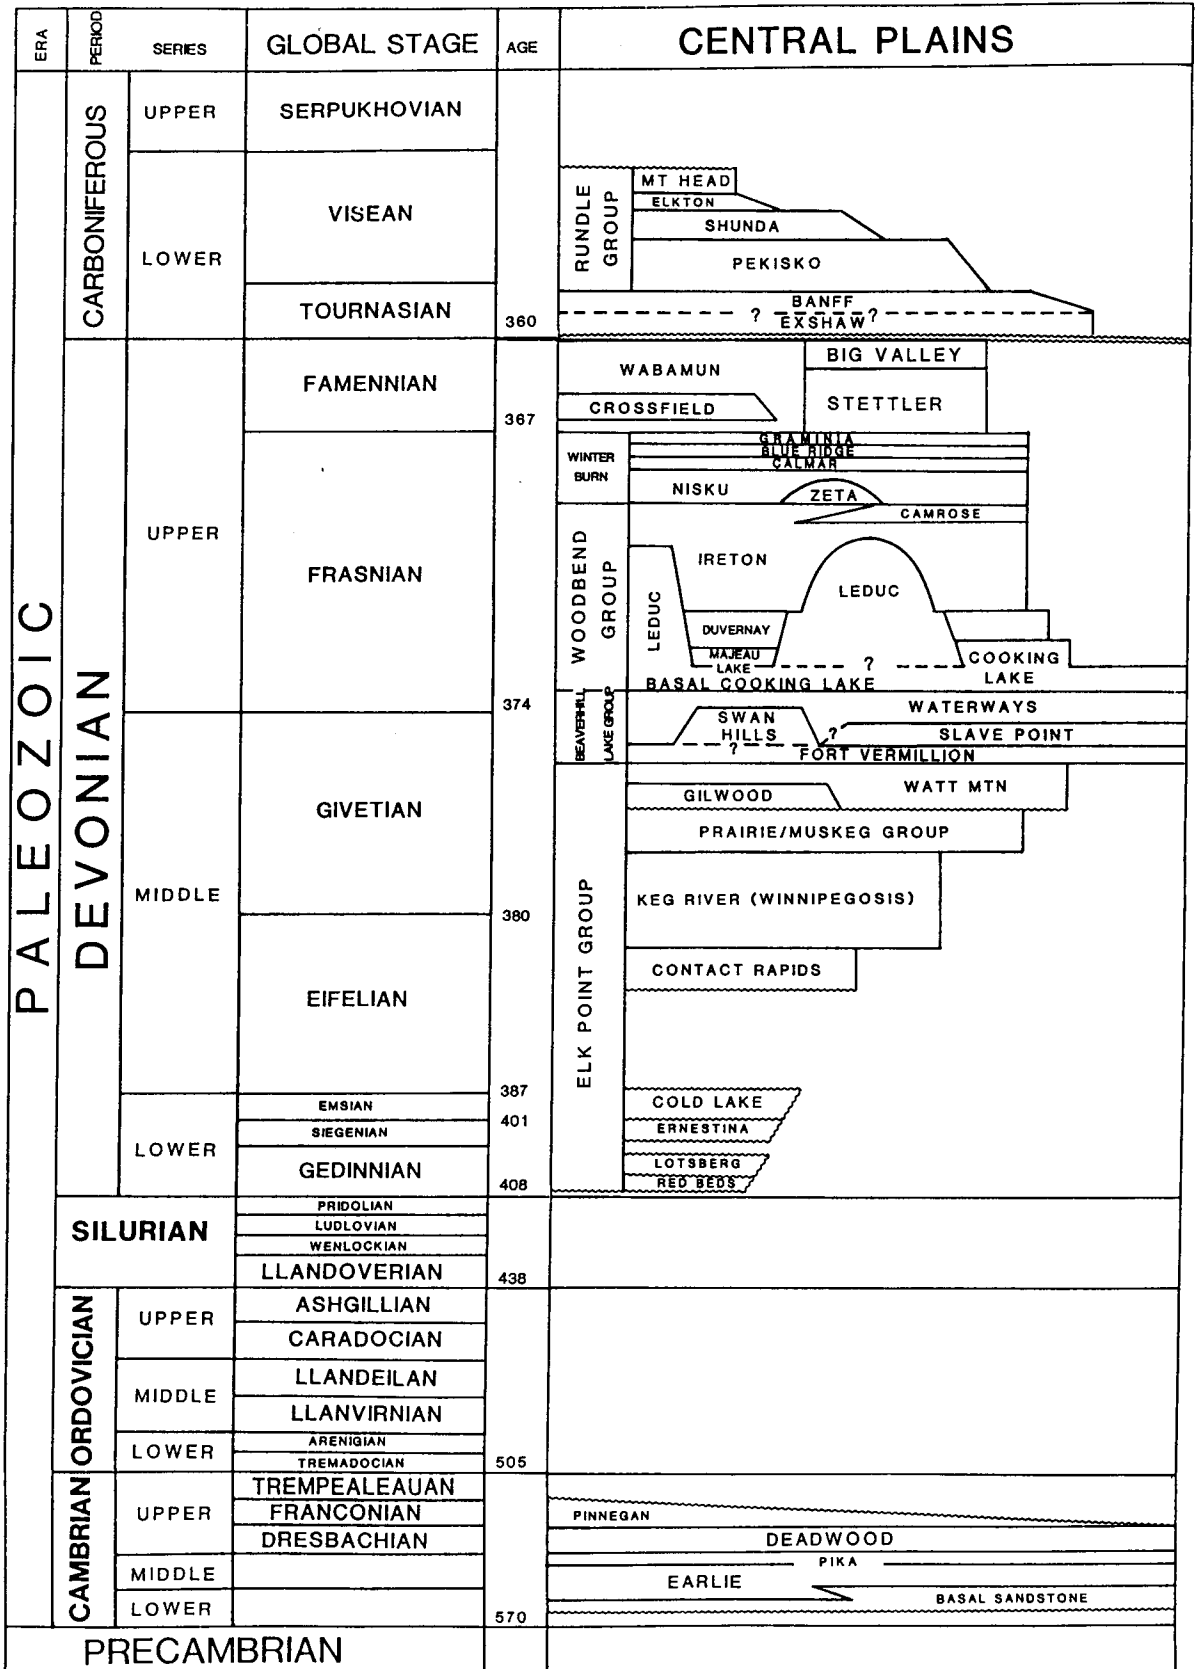 ERA
PERIOD
SERIES
GLOBAL STAGE
AGE
CENTRAL PLAINS
PALEOZOIC
CARBONIFEROUS
UPPER
SERPUKHOVIAN
LOWER
VISEAN
TOURNASIAN
360
RUNDLE
GROUP
MT HEAD
ELKTON
SHUNDA
PEKISKO
BANFF
? ?
EXSHAW
DEVONIAN
UPPER
FAMENNIAN
367
WABAMUN
CROSSFIELD
BIG VALLEY
STETTLER
FRASNIAN
374
WINTER
BURN
GRAMINIA
BLUE RIDGE
CALMAR
NISKU
ZETA
CAMROSE
WOODBEND
GROUP
LEDUC
IRETON
LEDUC
DUVERNAY
MAJEAU
LAKE
?
COOKING
LAKE
BASAL COOKING LAKE
BEAVERHILL
LAKE GROUP
WATERWAYS
SWAN
HILLS
?
?
SLAVE POINT
FORT VERMILLION
MIDDLE
GIVETIAN
380
EIFELIAN
387
ELK POINT GROUP
WATT MTN
GILWOOD
PRAIRIE/MUSKEG GROUP
KEG RIVER (WINNIPEGOSIS)
CONTACT RAPIDS
LOWER
EMSIAN
401
SIEGENIAN
GEDINNIAN
408
COLD LAKE
ERNESTINA
LOTSBERG
RED BEDS
SILURIAN
PRIDOLIAN
LUDLOVIAN
WENLOCKIAN
LLANDOVERIAN
438
ORDOVICIAN
UPPER
ASHGILLIAN
CARADOCIAN
MIDDLE
LLANDEILAN
LLANVIRNIAN
LOWER
ARENIGIAN
TREMADOCIAN
505
CAMBRIAN
UPPER
TREMPEALEAUAN
FRANCONIAN
DRESBACHIAN
PINNEGAN
DEADWOOD
MIDDLE
PIKA
EARLIE
LOWER
BASAL SANDSTONE
570
PRECAMBRIAN